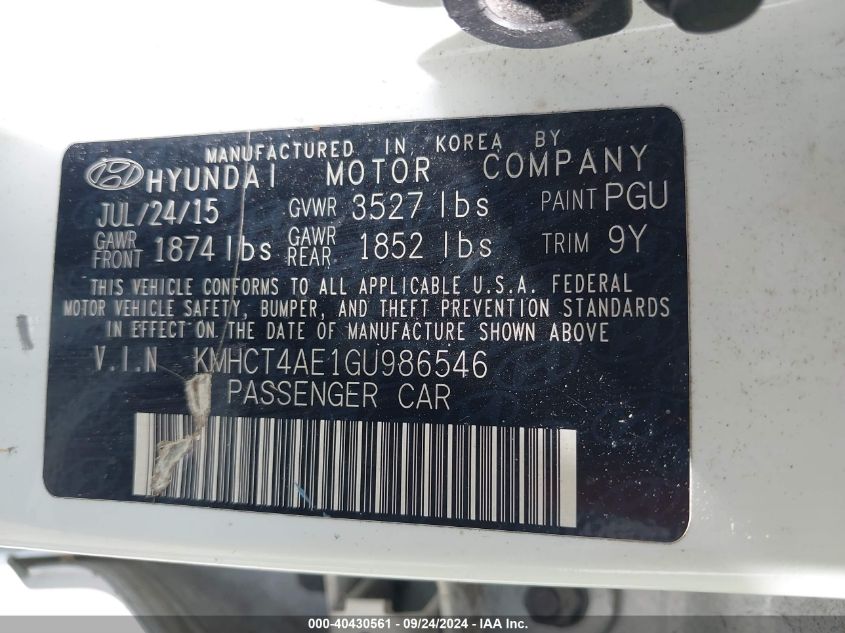 MANUFACTURED IN KOREA BY
HYUNDAI MOTOR COMPANY
JUL/24/15 GVWR 3527 lbs PAINT PGU
GAWR FRONT 1874 lbs GAWR REAR. 1852 lbs TRIM 9Y
THIS VEHICLE CONFORMS TO ALL APPLICABLE U.S.A. FEDERAL
MOTOR VEHICLE SAFETY, BUMPER, AND THEFT PREVENTION STANDARDS
IN EFFECT ON THE DATE OF MANUFACTURE SHOWN ABOVE
V.I.N KMHCT4AE1GU986546
PASSENGER CAR
000-40430561 - 09/24/2024 - IAA Inc.